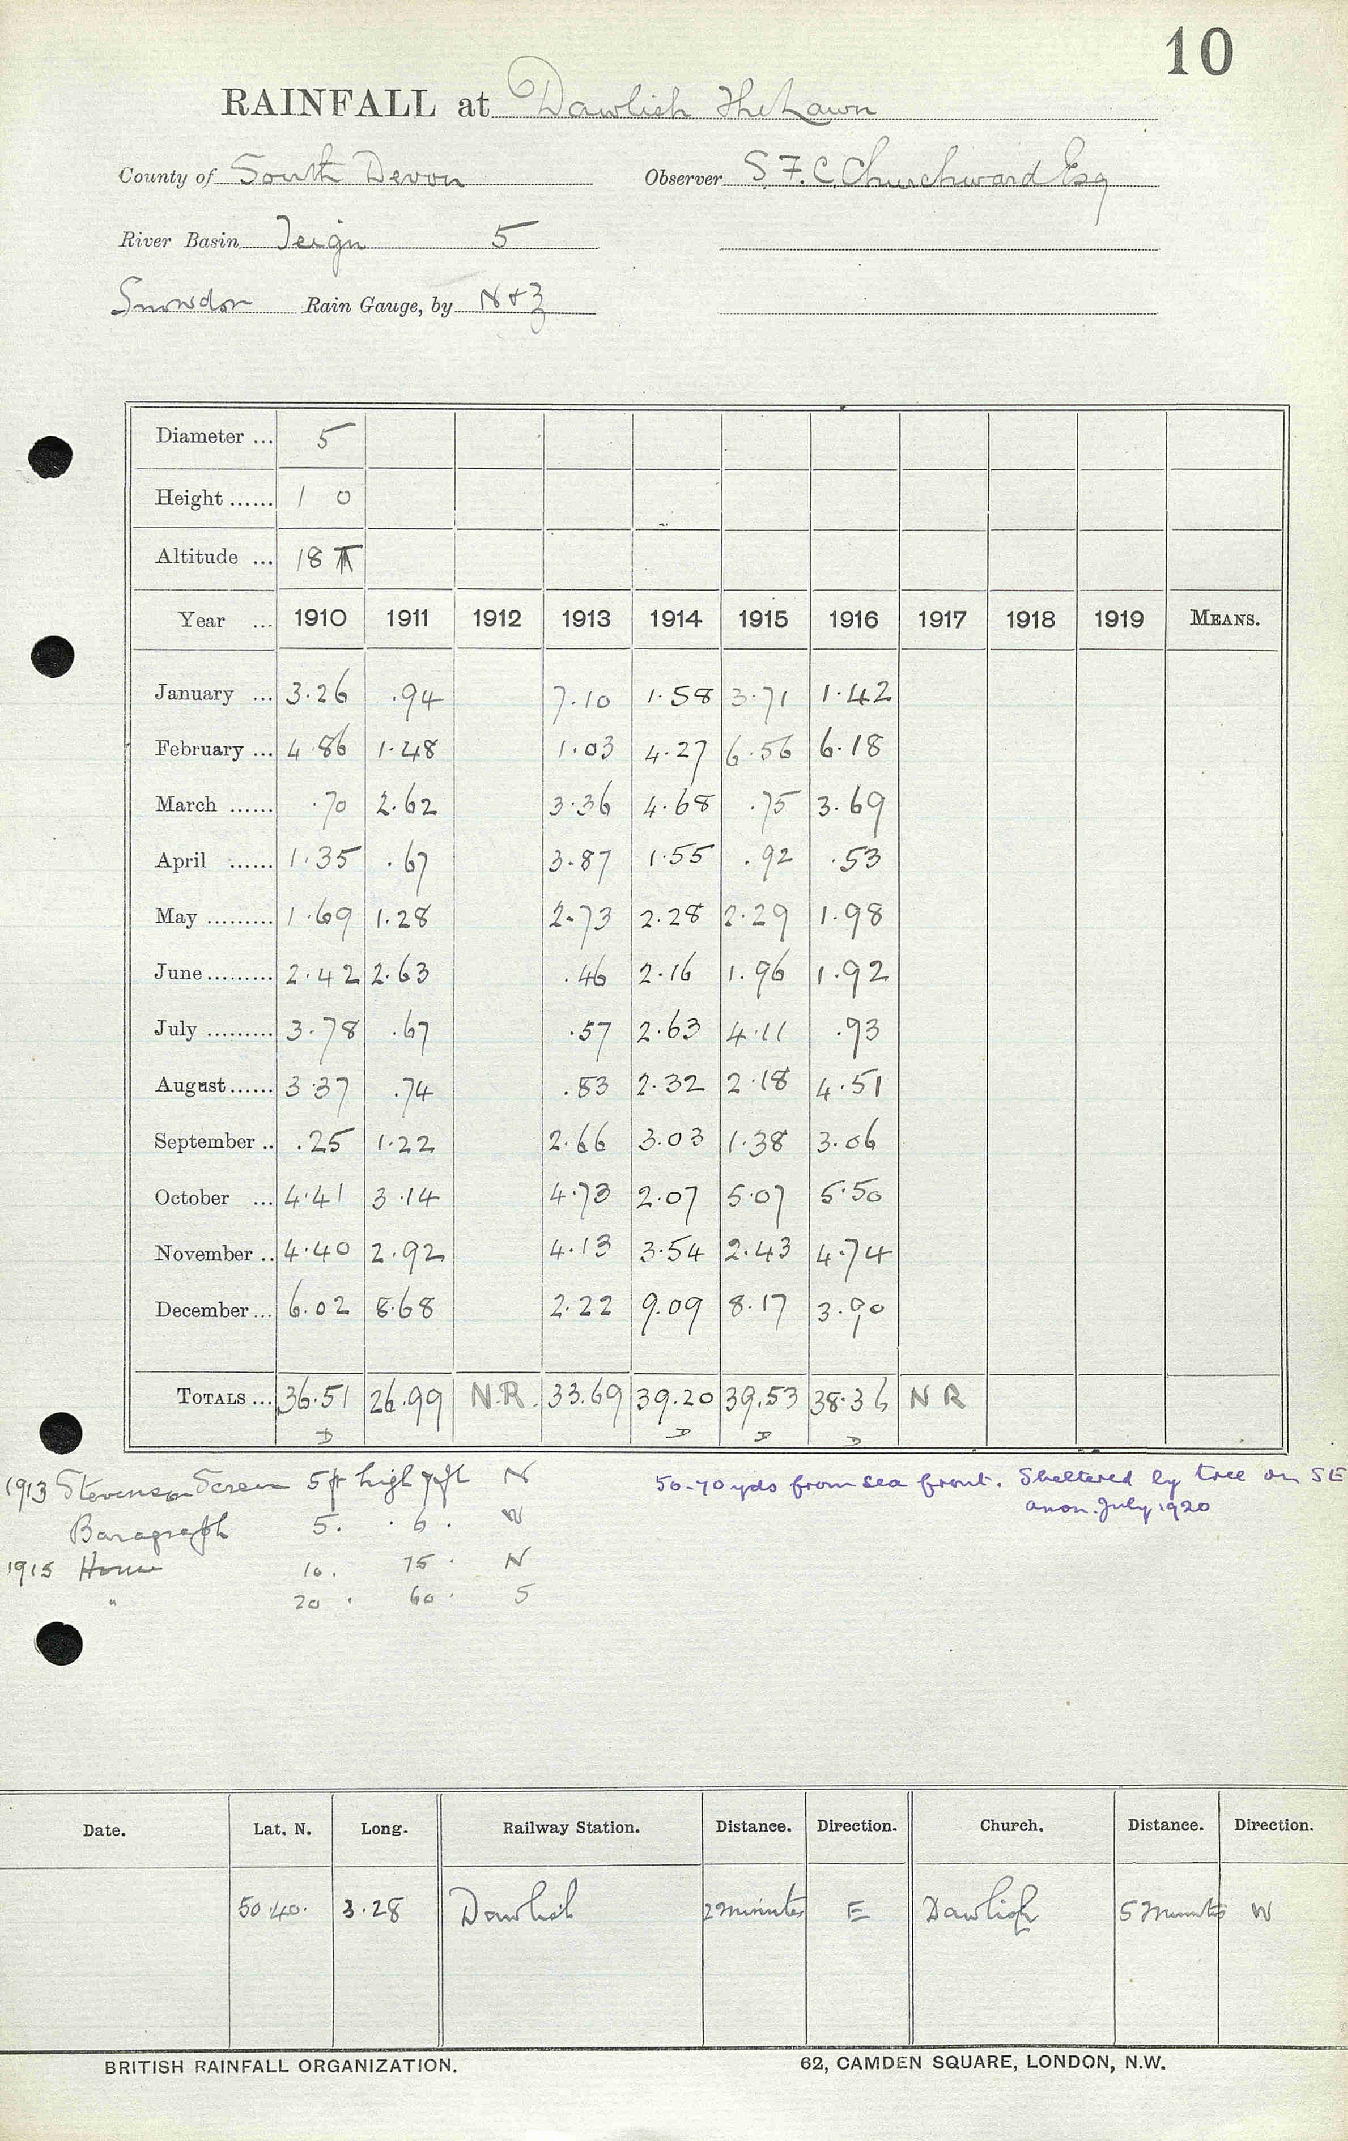 10
RAINFALL at Dawlish The Lawn
County of South Devon Observer S. F. C. Churchward Esq
River Basin Teign 5
Snowdon Rain Gauge, by N & Z
Diameter ... 5
Height ...... 1 0
Altitude ... 18
Year ... 1910 1911 1912 1913 1914 1915 1916 1917 1918 1919 MEANS.
January ... 3.26 .94 7.10 1.58 3.71 1.42
February ... 4.86 1.48 1.03 4.27 6.56 6.18
March ...... .70 2.62 3.36 4.68 .75 3.69
April ...... 1.35 .67 3.87 1.55 .92 .53
May ......... 1.69 1.28 2.73 2.28 2.29 1.98
June ......... 2.42 2.63 .46 2.16 1.96 1.92
July ......... 3.78 .67 .57 2.63 4.11 .93
August ...... 3.37 .74 .83 2.32 2.18 4.51
September .. .25 1.22 2.66 3.03 1.38 3.06
October ... 4.41 3.14 4.73 2.07 5.07 5.50
November .. 4.40 2.92 4.13 3.54 2.43 4.74
December ... 6.02 8.68 2.22 9.09 8.17 3.90
TOTALS ... 36.51 26.99 N.R. 33.69 39.20 39.53 38.36 N R
D D D D
1913 Stevenson Screen 5 ft high 7 ft N
50-70 yds from sea front. Sheltered by tree on SE
anon. July 1920
Barograph 5. . 6 . W
1915 House 10. 75 . N
" 20 . 60 . S
Date. Lat. N. Long. Railway Station. Distance. Direction. Church. Distance. Direction.
50.40. 3.28 Dawlish 2 minutes E Dawlish 5 Minutes W
BRITISH RAINFALL ORGANIZATION. 62, CAMDEN SQUARE, LONDON, N.W.